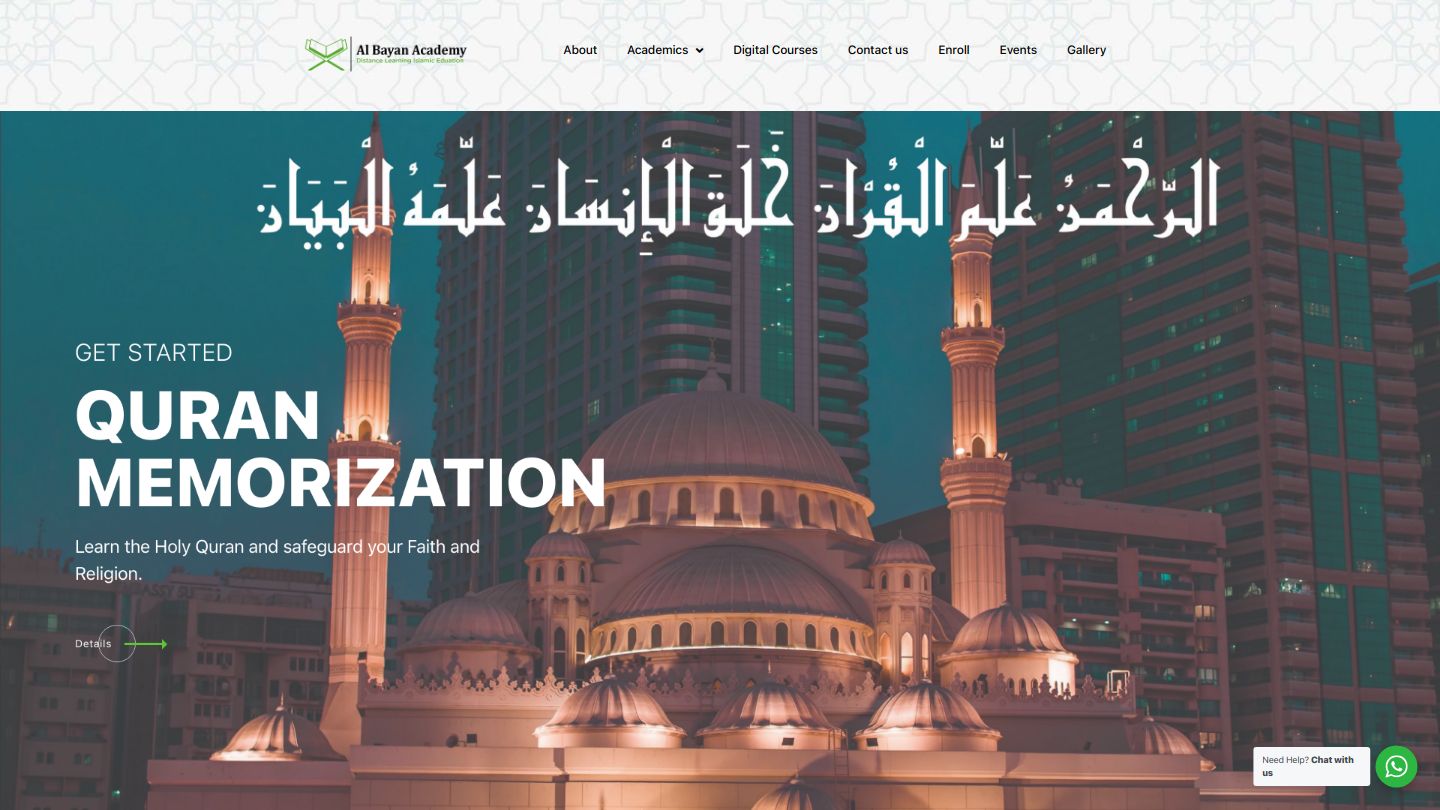 Al Bayan Academy
Distance Learning Islamic Eduation
About
Academics
Digital Courses
Contact us
Enroll
Events
Gallery
الرَّحْمَنُ عَلَّمَ الْقُرْانَ خَلَقَ الْإِنسَانَ عَلَّمَهُ الْبَيَانَ
GET STARTED
QURAN
MEMORIZATION
Learn the Holy Quran and safeguard your Faith and
Religion.
Details
Need Help? Chat with
us